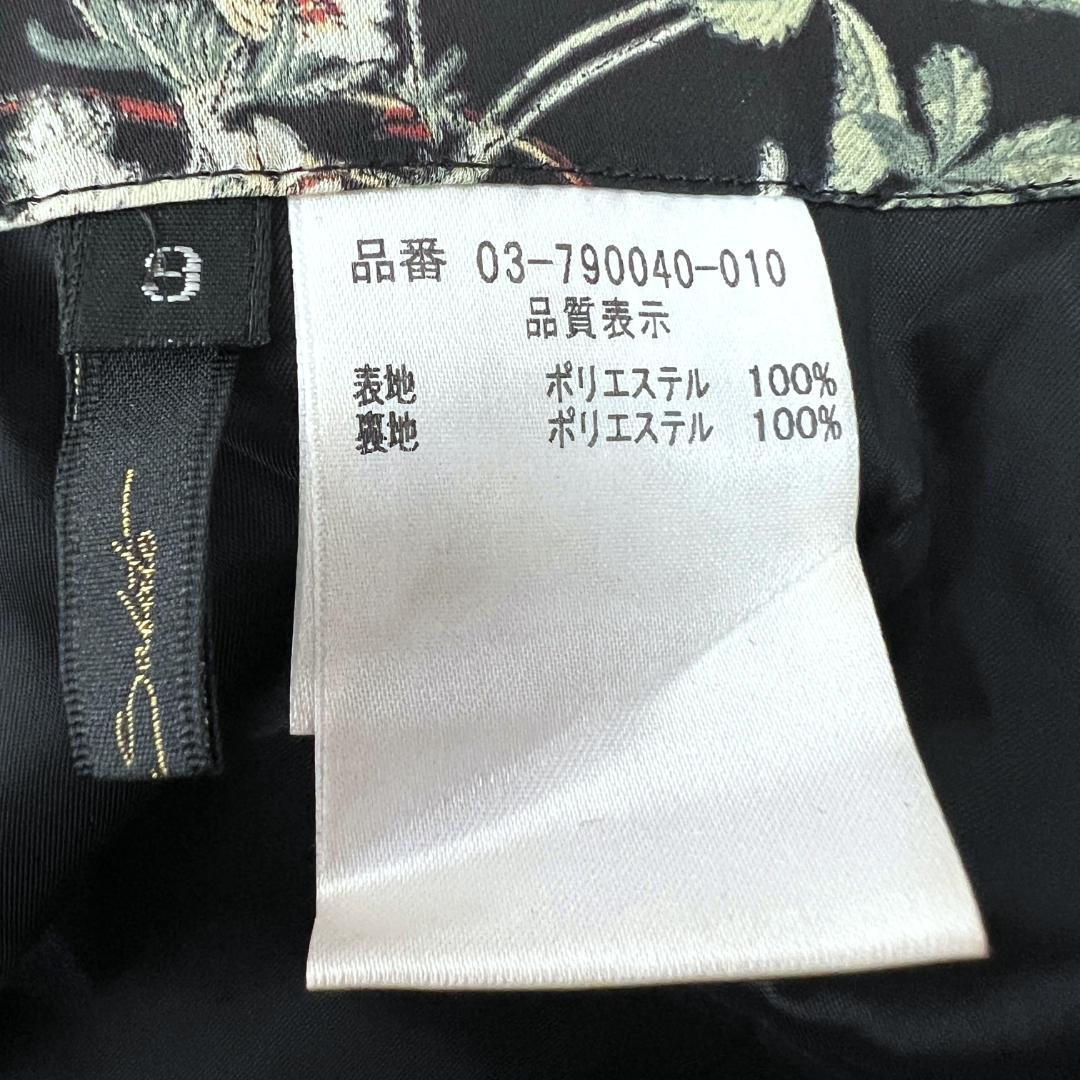 9
品番 03-790040-010
品質表示
表地 ポリエステル 100%
裏地 ポリエステル 100%